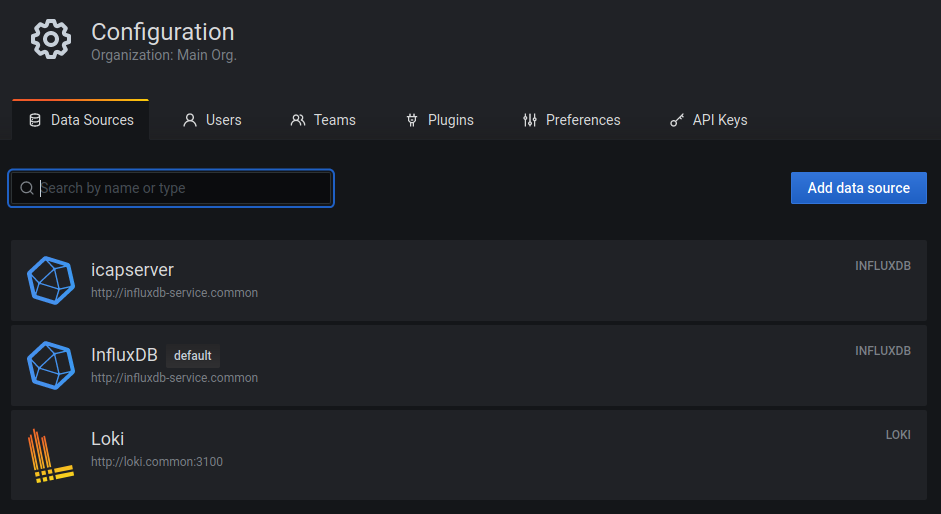 Configuration
Organization: Main Org.
Data Sources Users Teams Plugins Preferences API Keys
Search by name or type Add data source
icapserver INFLUXDB
http://influxdb-service.common
InfluxDB default INFLUXDB
http://influxdb-service.common
Loki LOKI
http://loki.common:3100